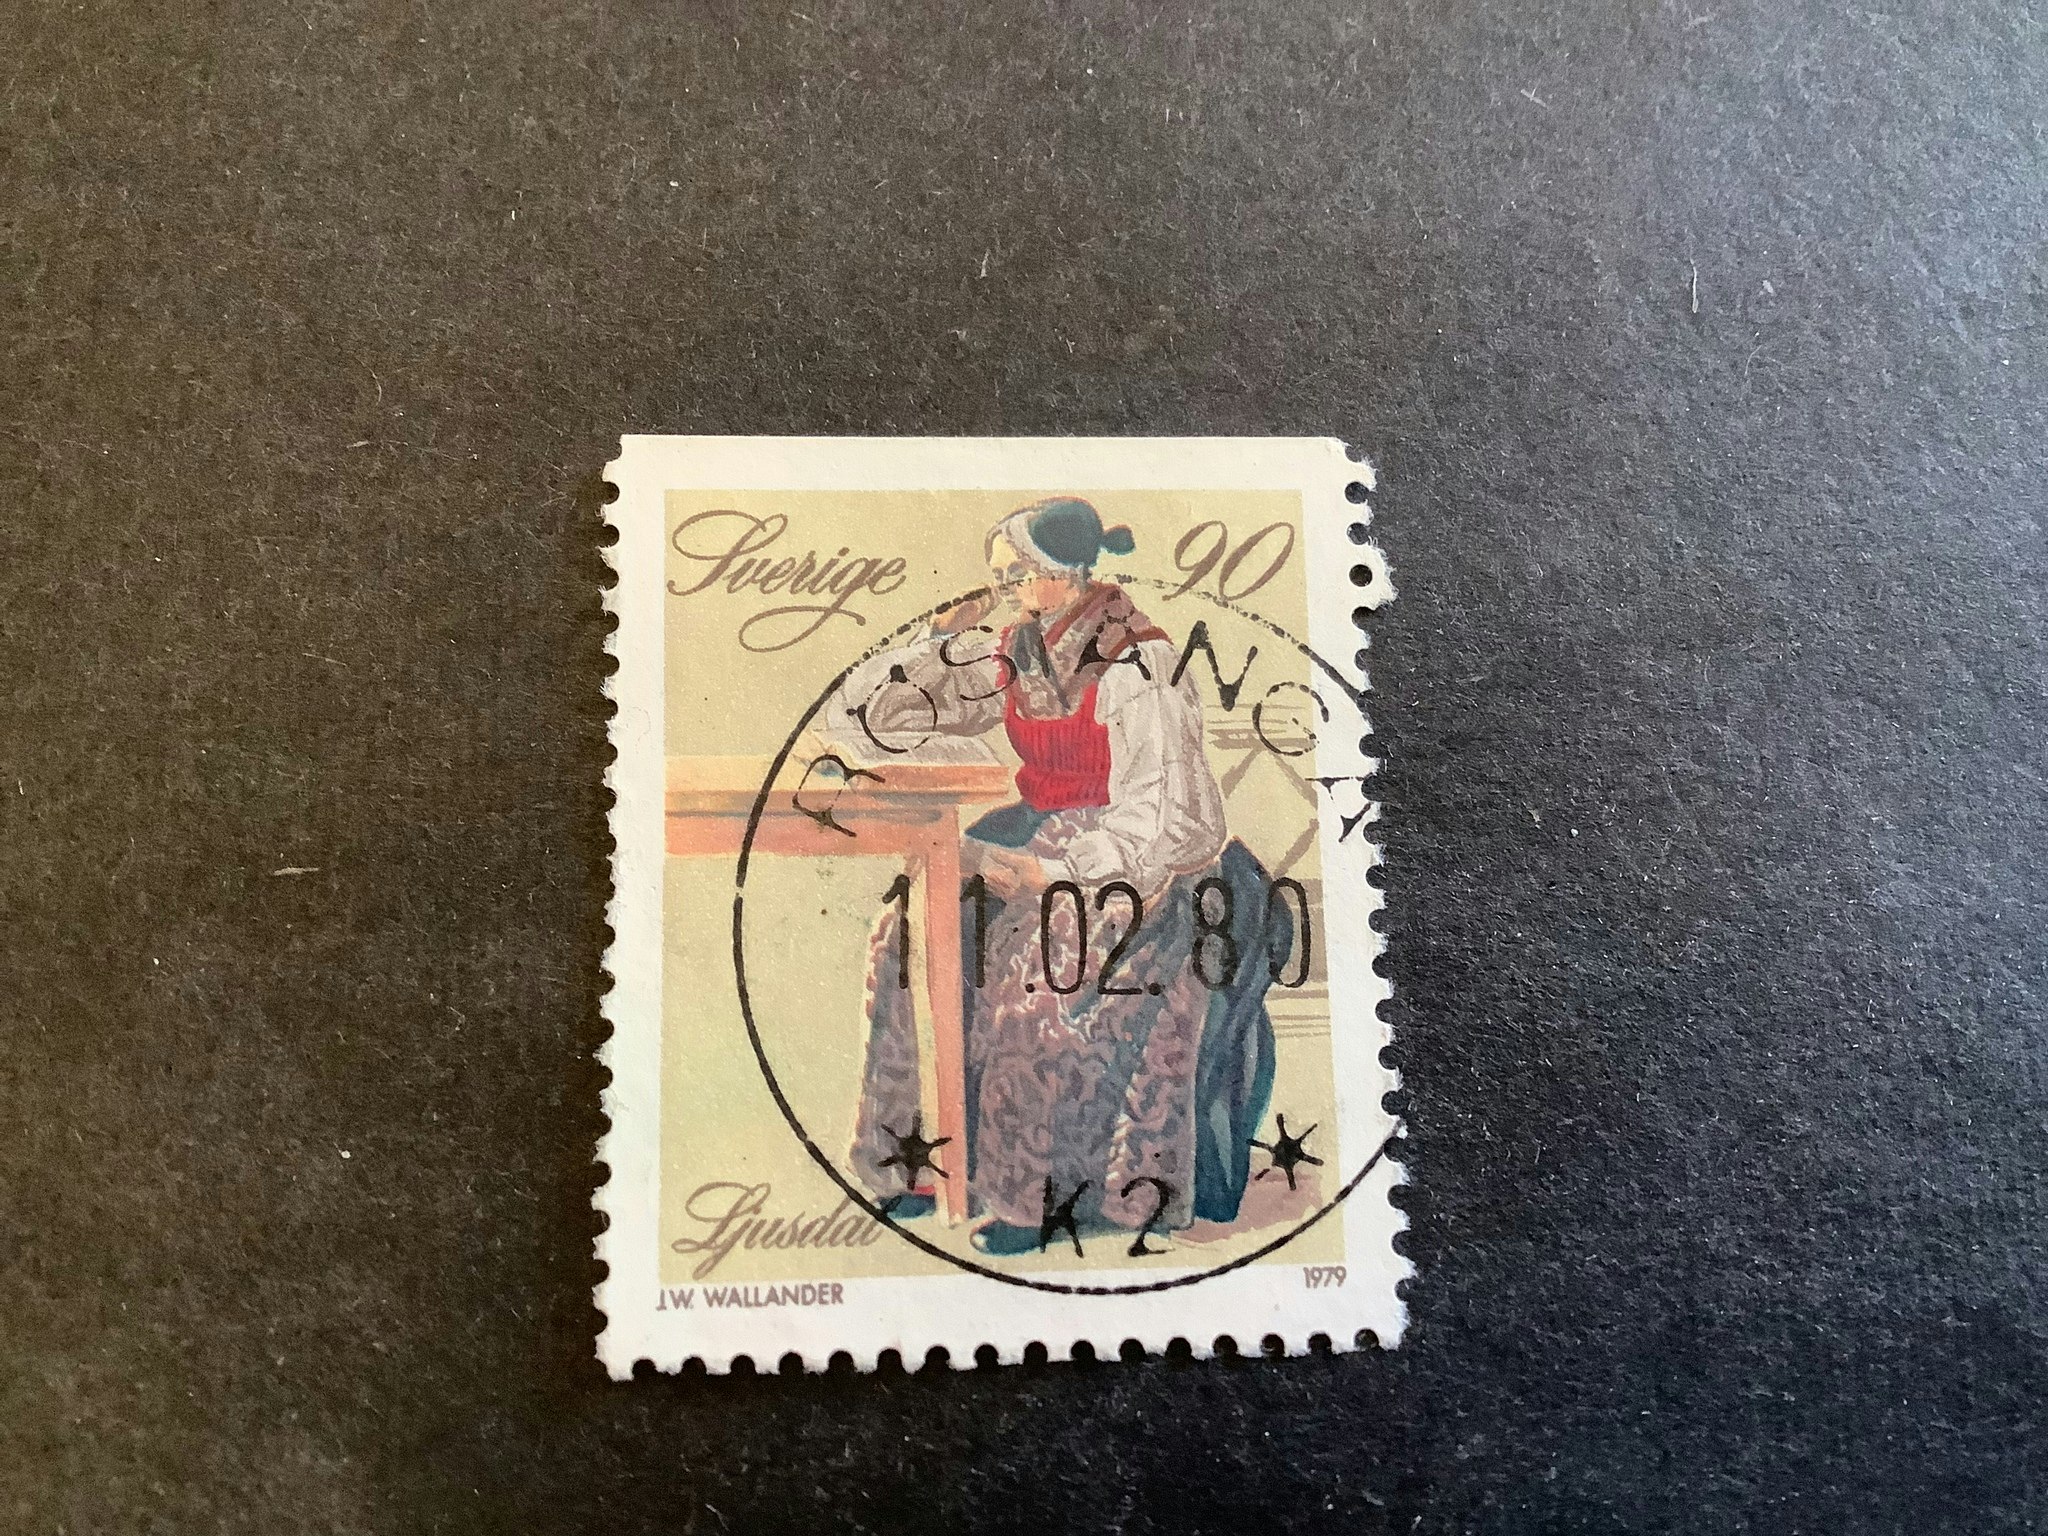 Sverige 90
RÖSTÅNGA
11.02.80
K2
Ljusdal
J.W. WALLANDER 1979